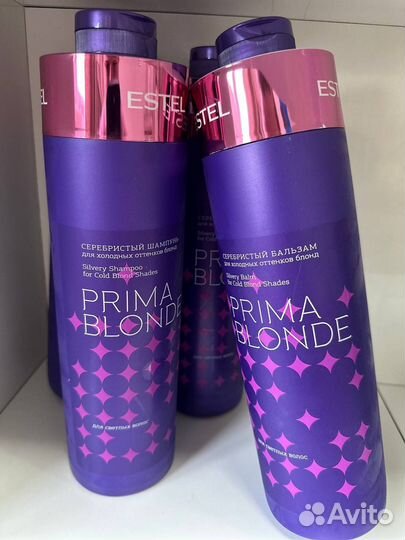 ESTEL
СЕРЕБРИСТЫЙ ШАМПУНЬ
для холодных оттенков блонд
Silvery Shampoo
for Cold Blond Shades
PRIMA
BLONDE
для светлых волос
STEL
СЕРЕБРИСТЫЙ БАЛЬЗАМ
для холодных оттенков блонд
Silvery Balm
for Cold Blond Shades
PRIMA
BLONDE
для светлых волос
Avito